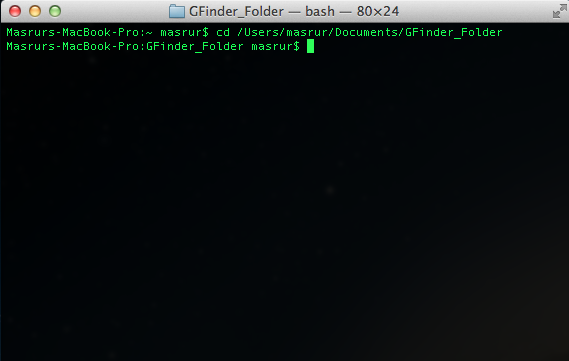 GFinder_Folder — bash — 80×24
Masrurs-MacBook-Pro:~ masrur$ cd /Users/masrur/Documents/GFinder_Folder
Masrurs-MacBook-Pro:GFinder_Folder masrur$